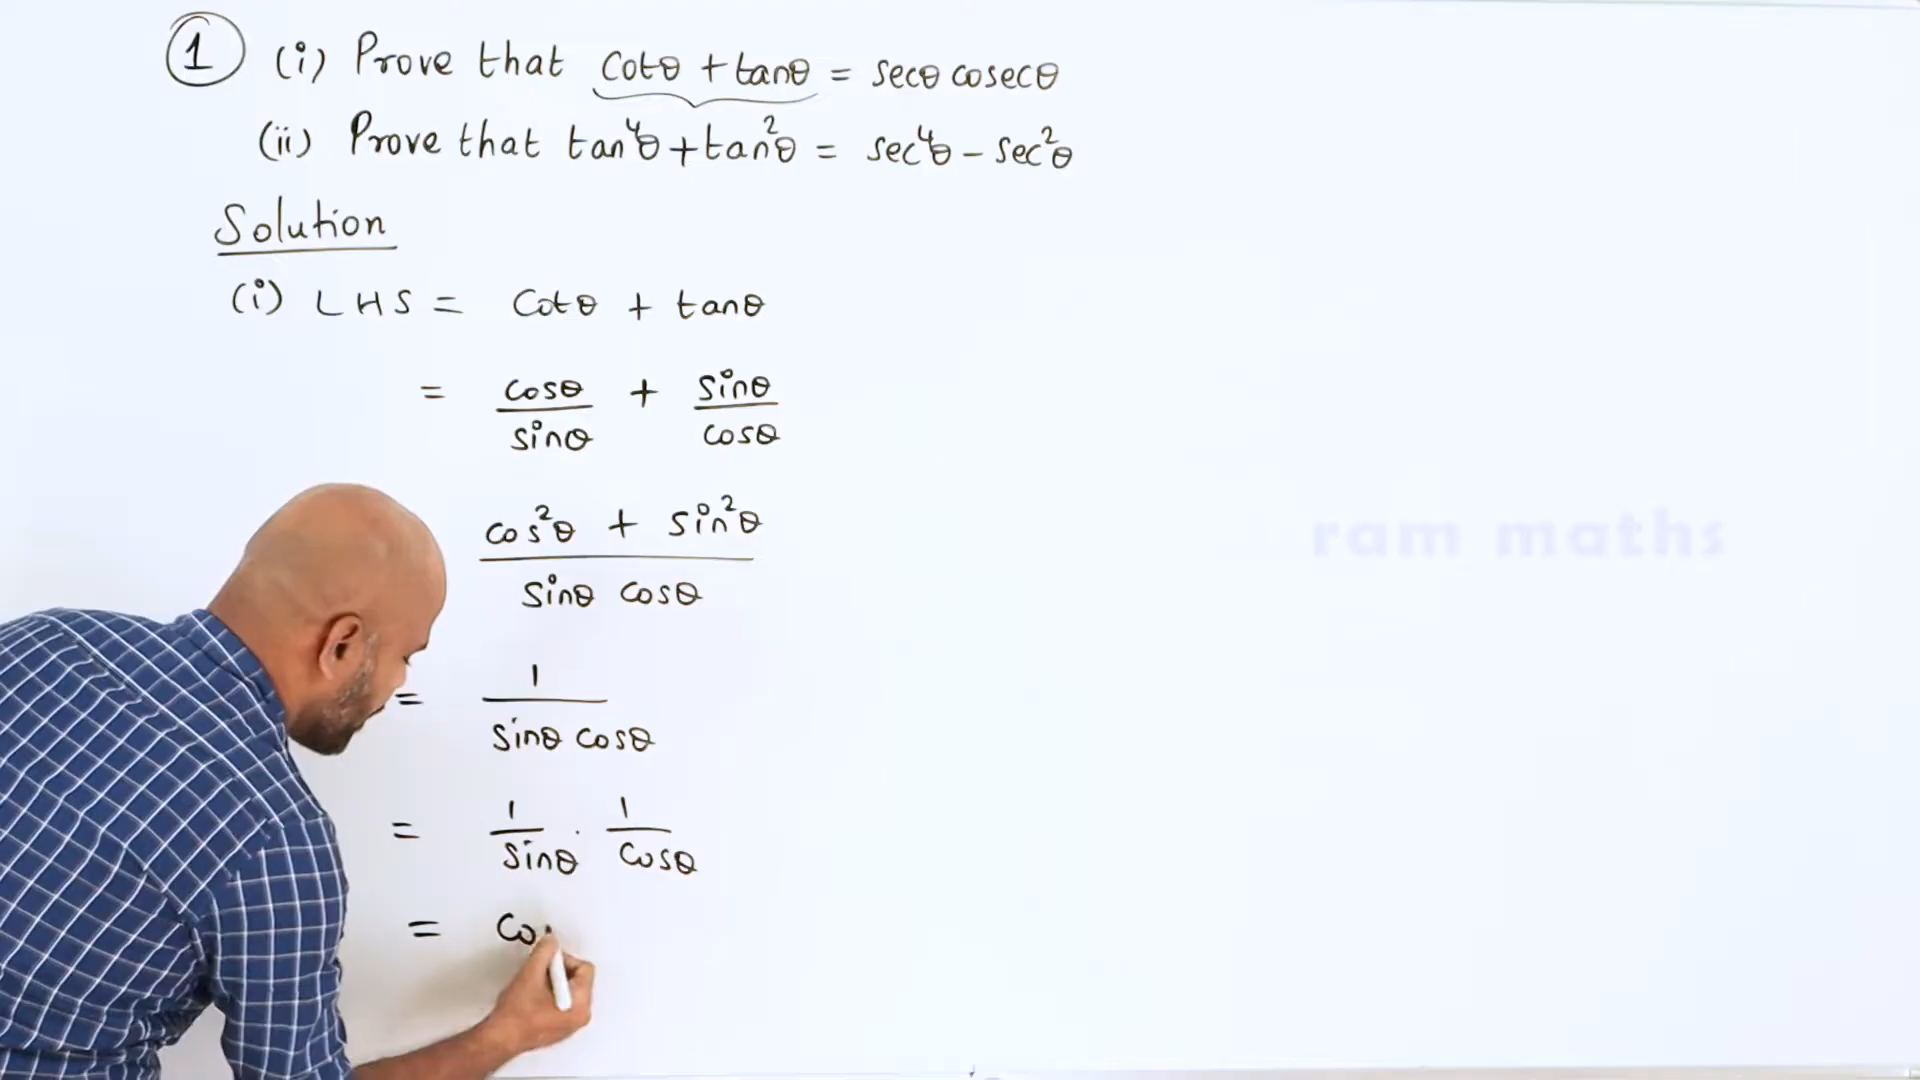 1 (i) Prove that cotθ + tanθ = secθ cosecθ
(ii) Prove that tan⁴θ + tan²θ = sec⁴θ - sec²θ
Solution
(i) LHS = cotθ + tanθ
= cosθ/sinθ + sinθ/cosθ
cos²θ + sin²θ / sinθ cosθ
= 1 / sinθ cosθ
= 1/sinθ . 1/cosθ
= co
ram maths